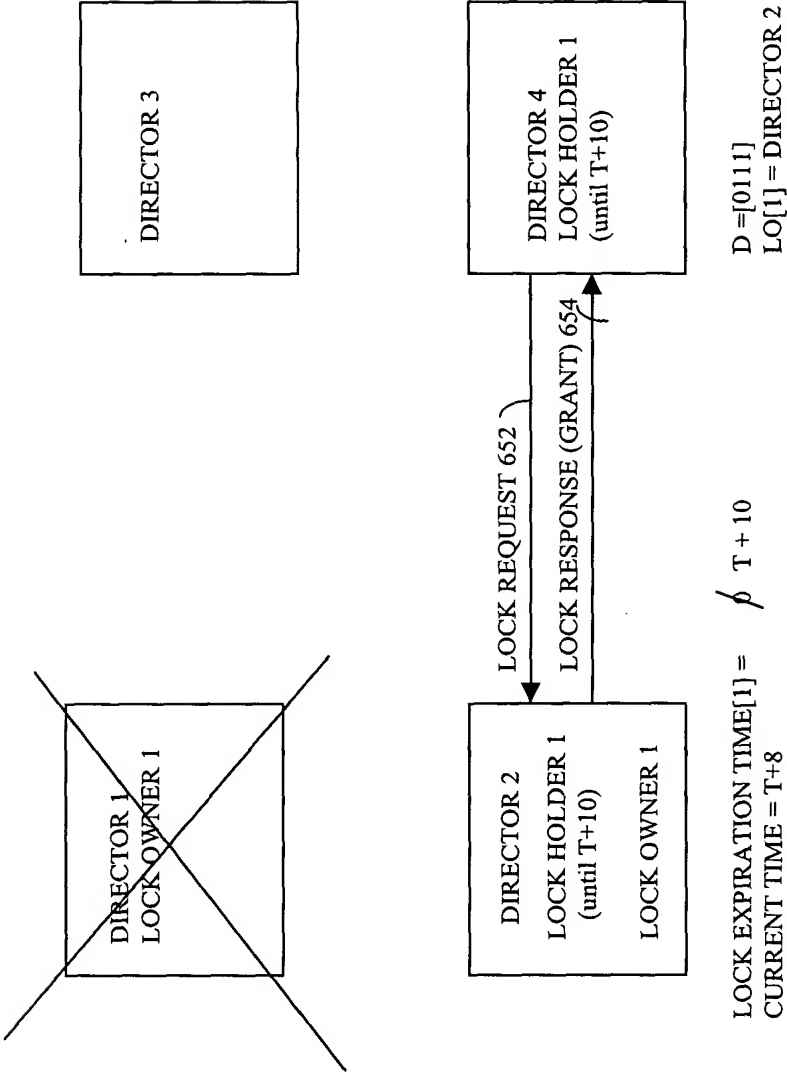 DIRECTOR 1
LOCK OWNER 1
DIRECTOR 3
DIRECTOR 2
LOCK HOLDER 1
(until T+10)
LOCK OWNER 1
LOCK REQUEST 652
LOCK RESPONSE (GRANT) 654
DIRECTOR 4
LOCK HOLDER 1
(until T+10)
LOCK EXPIRATION TIME[1] = 0 T + 10
CURRENT TIME = T+8
D =[0111]
LO[1] = DIRECTOR 2